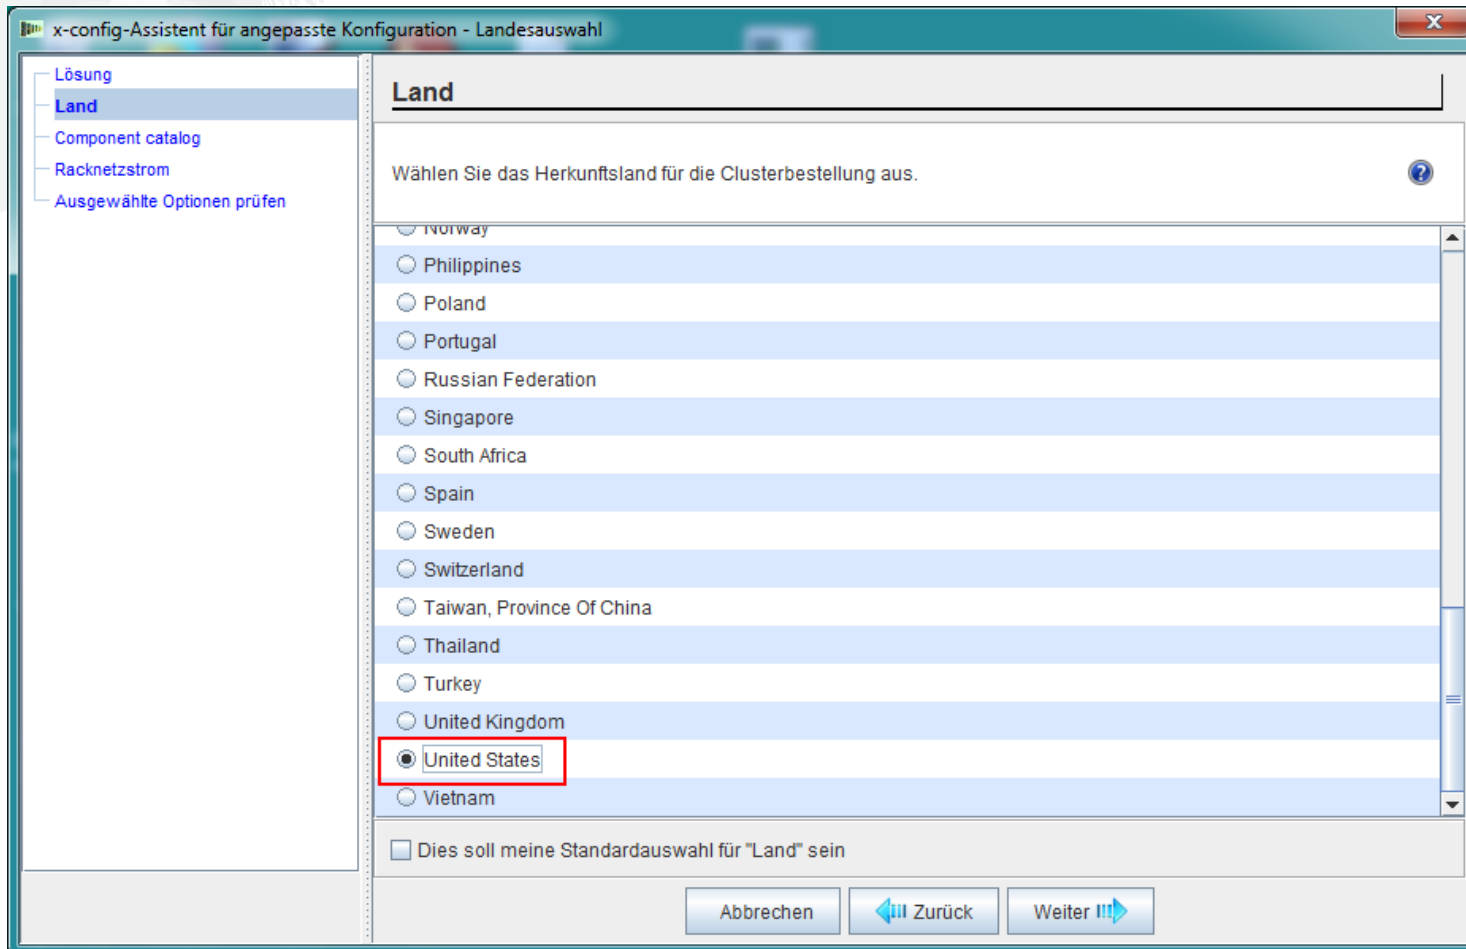 x-config-Assistent für angepasste Konfiguration - Landesauswahl
Lösung
Land
Component catalog
Racknetzstrom
Ausgewählte Optionen prüfen
Land
Wählen Sie das Herkunftsland für die Clusterbestellung aus.
Norway
Philippines
Poland
Portugal
Russian Federation
Singapore
South Africa
Spain
Sweden
Switzerland
Taiwan, Province Of China
Thailand
Turkey
United Kingdom
United States
Vietnam
Dies soll meine Standardauswahl für "Land" sein
Abbrechen
Zurück
Weiter